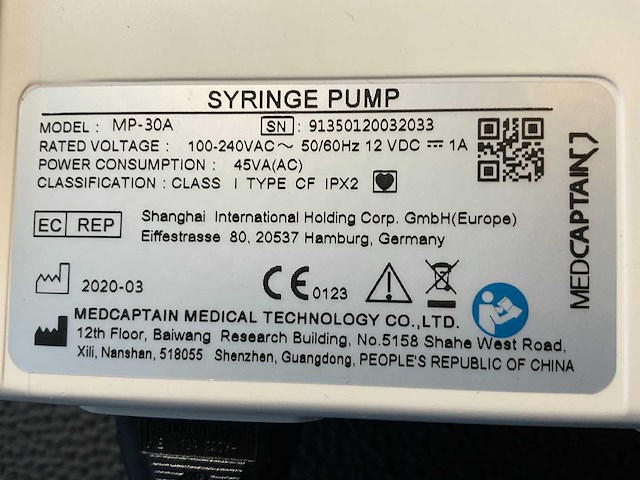 SYRINGE PUMP
MODEL : MP-30A SN : 91350120032033
RATED VOLTAGE : 100-240VAC～ 50/60Hz 12 VDC ⎓ 1A
POWER CONSUMPTION : 45VA(AC)
CLASSIFICATION : CLASS I TYPE CF IPX2
EC REP
Shanghai International Holding Corp. GmbH(Europe)
Eiffestrasse 80, 20537 Hamburg, Germany
2020-03
CE 0123
MEDCAPTAIN MEDICAL TECHNOLOGY CO.,LTD.
12th Floor, Baiwang Research Building, No.5158 Shahe West Road,
Xili, Nanshan, 518055 Shenzhen, Guangdong, PEOPLE'S REPUBLIC OF CHINA
MEDCAPTAIN